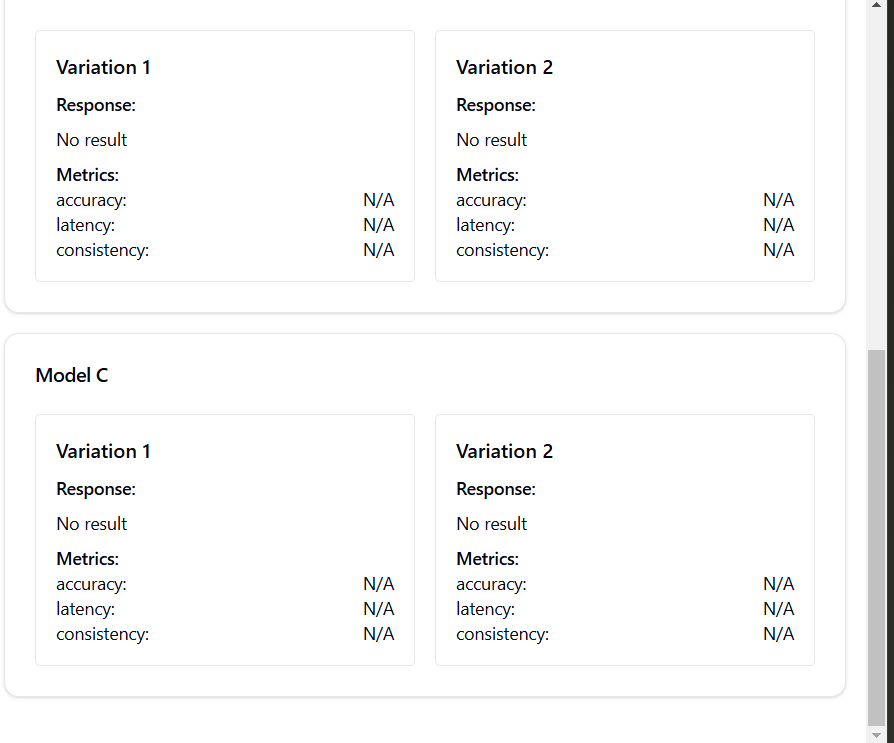 Variation 1
Response:
No result
Metrics:
accuracy: N/A
latency: N/A
consistency: N/A
Variation 2
Response:
No result
Metrics:
accuracy: N/A
latency: N/A
consistency: N/A
Model C
Variation 1
Response:
No result
Metrics:
accuracy: N/A
latency: N/A
consistency: N/A
Variation 2
Response:
No result
Metrics:
accuracy: N/A
latency: N/A
consistency: N/A